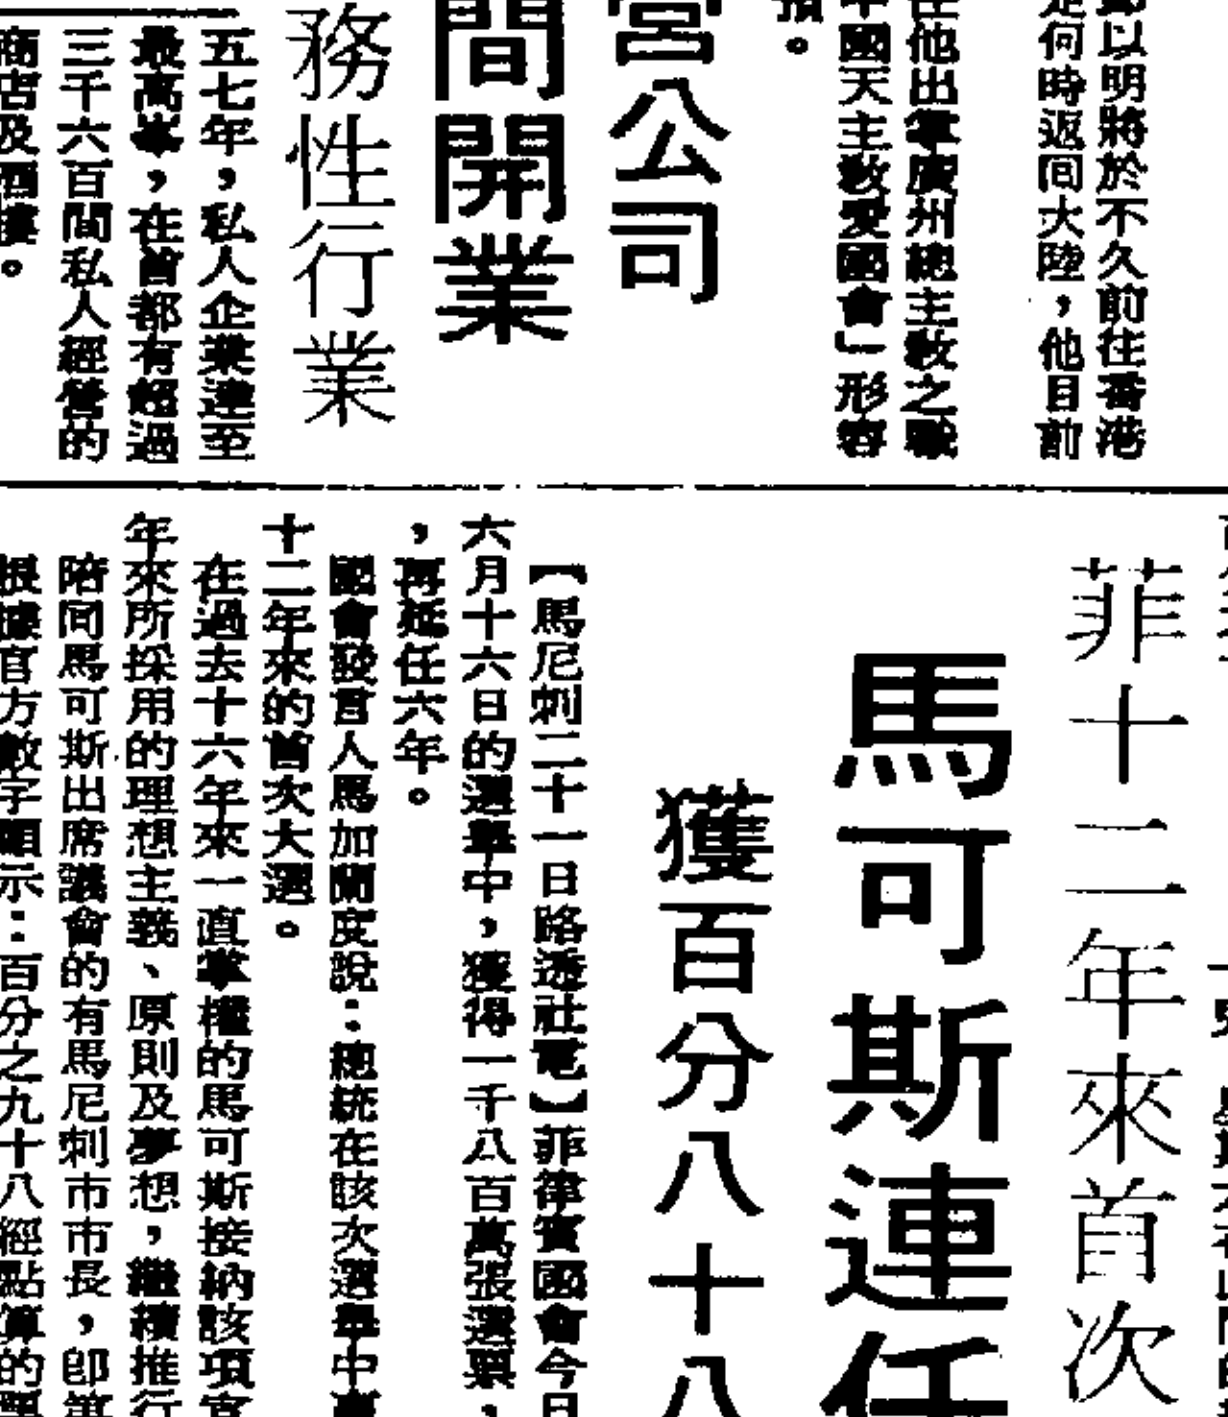 節以明將於不久前往香港
是何時返回大陸，他目前
在他出掌廣州總主教之職
中國天主教愛國會」形容
預。
宮公司
間開業
務性行業
五七年，私人企業達至
最高峯，在首都有超過
三千六百間私人經營的
商店及酒樓。
菲十二年來首次
馬可斯連任
獲百分八十八
【馬尼剌二十一日路透社電】菲律賓國會今日
六月十六日的選舉中，獲得一千八百萬張選票，
，再延任六年。
國會發言人馬加蘭度說：總統在該次選舉中
十二年來的首次大選。
在過去十六年來一直掌權的馬可斯接納該項官
年來所採用的理想主義、原則及夢想，繼續推行
陪同馬可斯出席議會的有馬尼剌市市長，即第
根據官方數字顯示：百分之九十八經點算的選